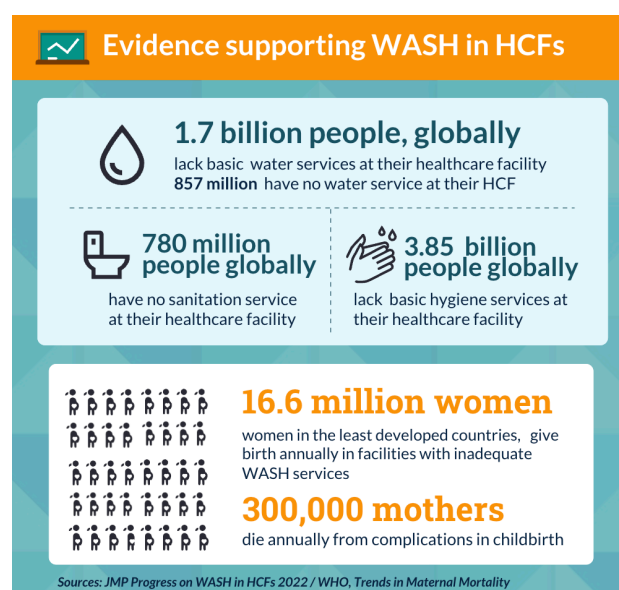 Evidence supporting WASH in HCFs
1.7 billion people, globally
lack basic water services at their healthcare facility
857 million have no water service at their HCF
780 million
people globally
have no sanitation service
at their healthcare facility
3.85 billion
people globally
lack basic hygiene services at
their healthcare facility
16.6 million women
women in the least developed countries, give
birth annually in facilities with inadequate
WASH services
300,000 mothers
die annually from complications in childbirth
Sources: JMP Progress on WASH in HCFs 2022 / WHO, Trends in Maternal Mortality